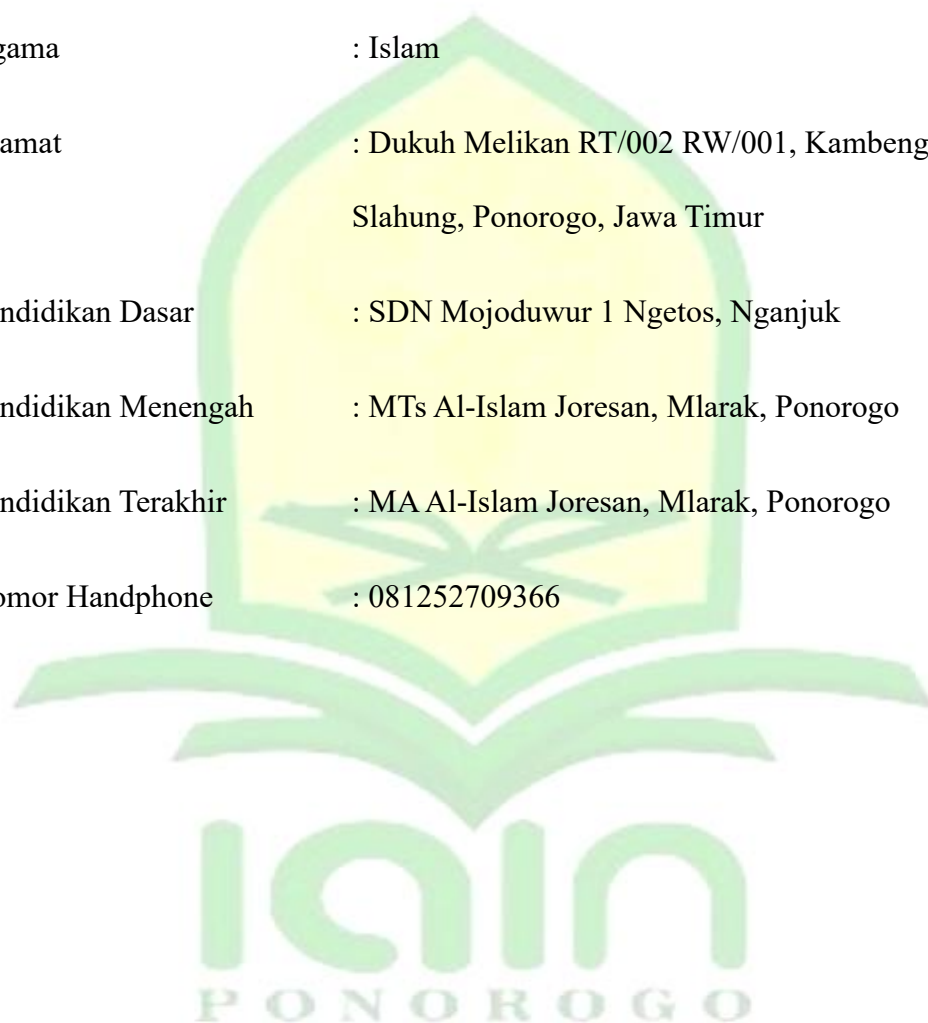 gama : Islam
amat : Dukuh Melikan RT/002 RW/001, Kambeng
Slahung, Ponorogo, Jawa Timur
ndidikan Dasar : SDN Mojoduwur 1 Ngetos, Nganjuk
ndidikan Menengah : MTs Al-Islam Joresan, Mlarak, Ponorogo
ndidikan Terakhir : MA Al-Islam Joresan, Mlarak, Ponorogo
omor Handphone : 081252709366
iain
PONOROGO